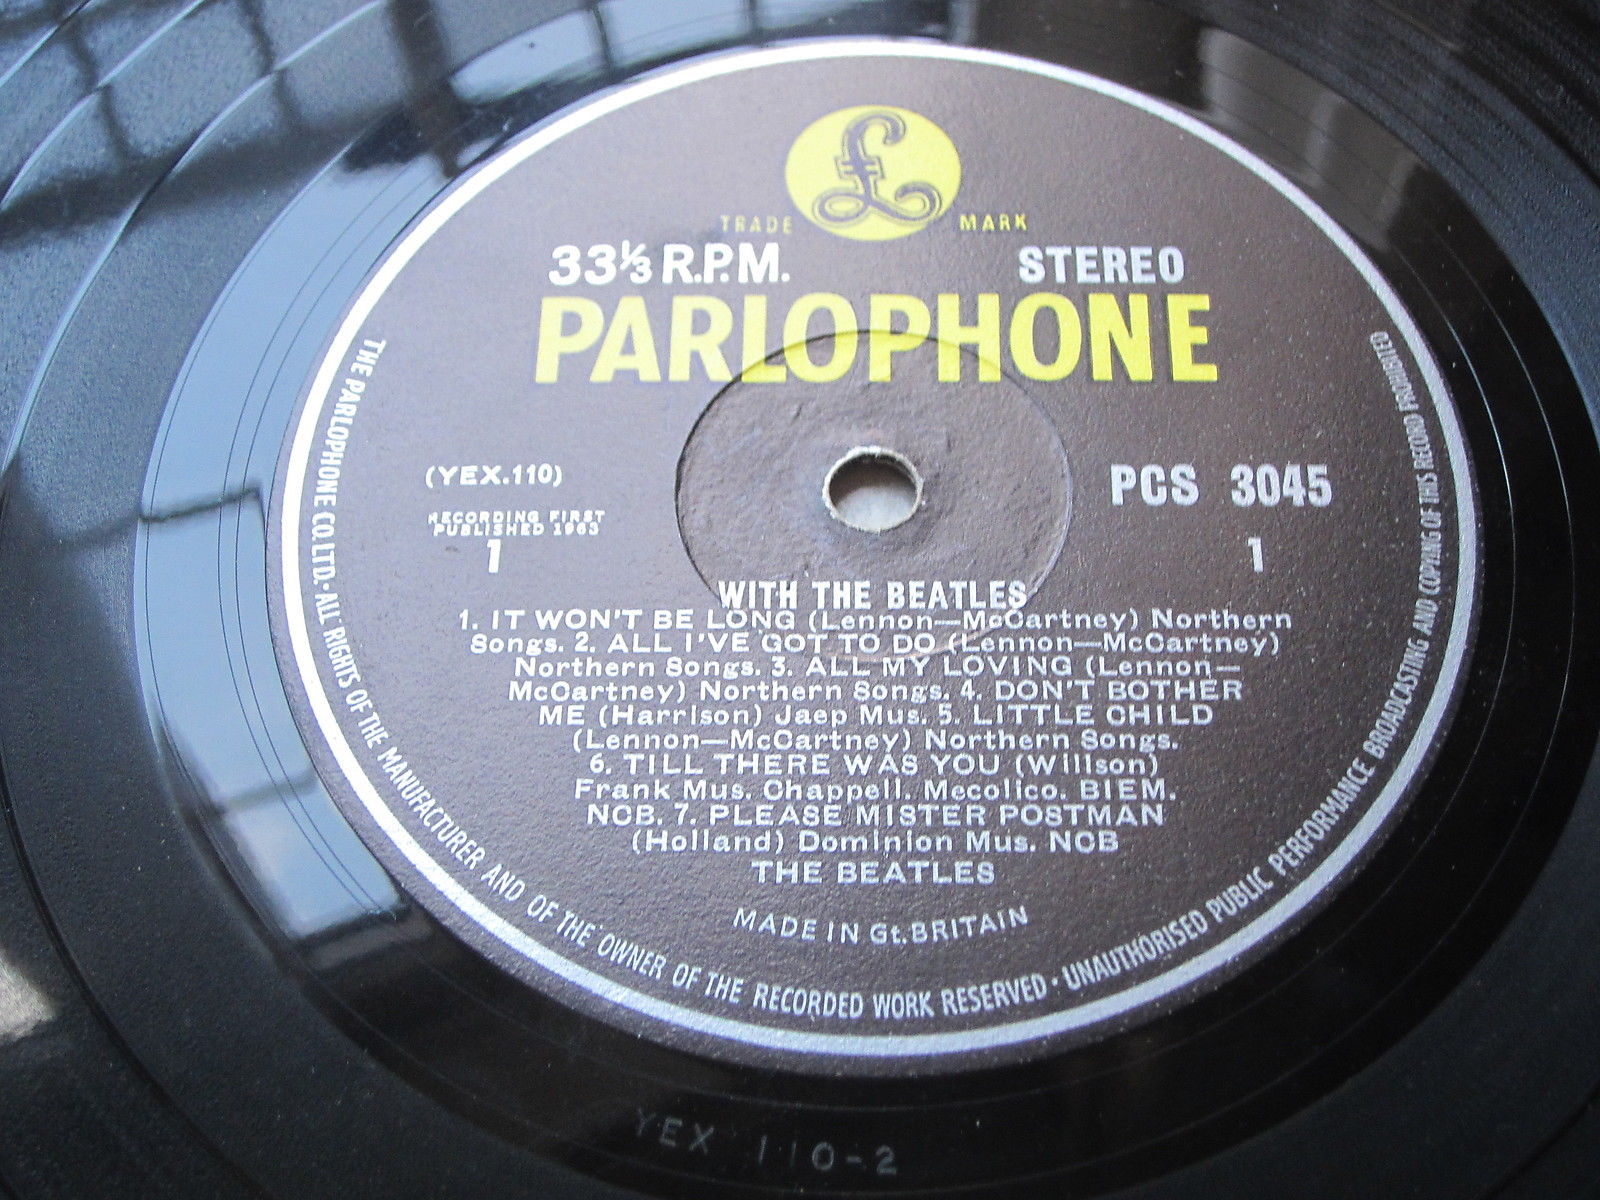 £
TRADE MARK
33⅓ R.P.M. STEREO
PARLOPHONE
(YEX.110) PCS 3045
RECORDING FIRST
PUBLISHED 1963
1 1
WITH THE BEATLES
1. IT WON'T BE LONG (Lennon—McCartney) Northern
Songs. 2. ALL I'VE GOT TO DO (Lennon—McCartney)
Northern Songs. 3. ALL MY LOVING (Lennon—
McCartney) Northern Songs. 4. DON'T BOTHER
ME (Harrison) Jaep Mus. 5. LITTLE CHILD
(Lennon—McCartney) Northern Songs.
6. TILL THERE WAS YOU (Willson)
Frank Mus. Chappell. Mecolico. BIEM.
NCB. 7. PLEASE MISTER POSTMAN
(Holland) Dominion Mus. NCB
THE BEATLES
MADE IN Gt. BRITAIN
THE PARLOPHONE CO. LTD. · ALL RIGHTS OF THE MANUFACTURER AND OF THE OWNER OF THE RECORDED WORK RESERVED · UNAUTHORISED PUBLIC PERFORMANCE BROADCASTING AND COPYING OF THIS RECORD PROHIBITED
YEX 110-2